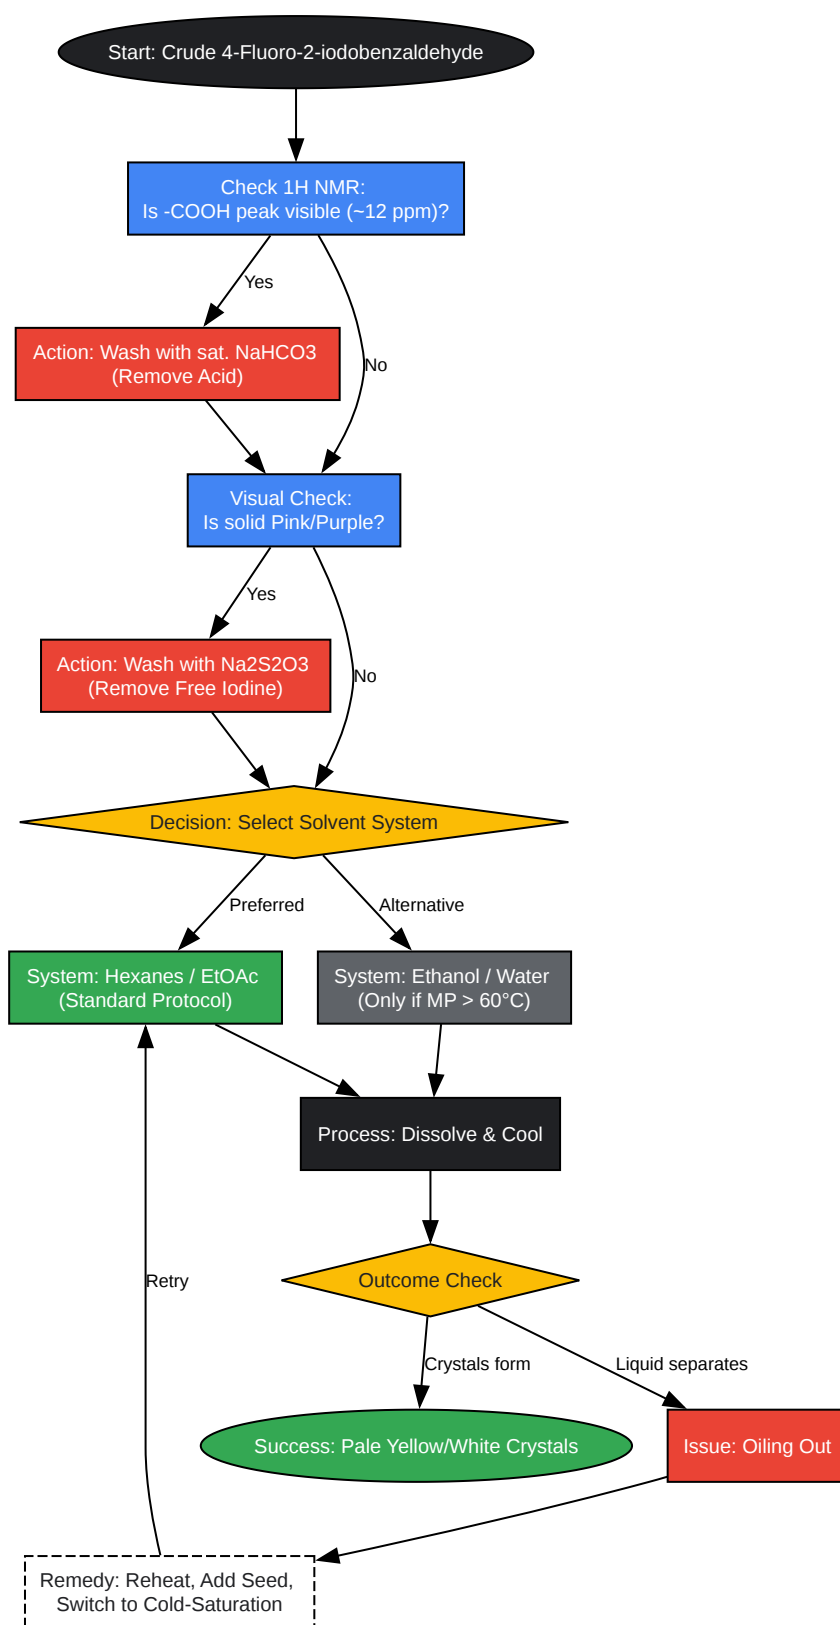 Start: Crude 4-Fluoro-2-iodobenzaldehyde
Check 1H NMR:
Is -COOH peak visible (~12 ppm)?
Yes
Action: Wash with sat. NaHCO3
(Remove Acid)
No
Visual Check:
Is solid Pink/Purple?
Yes
Action: Wash with Na2S2O3
(Remove Free Iodine)
No
Decision: Select Solvent System
Preferred
Alternative
System: Hexanes / EtOAc
(Standard Protocol)
System: Ethanol / Water
(Only if MP > 60°C)
Process: Dissolve & Cool
Outcome Check
Retry
Crystals form
Liquid separates
Success: Pale Yellow/White Crystals
Issue: Oiling Out
Remedy: Reheat, Add Seed,
Switch to Cold-Saturation